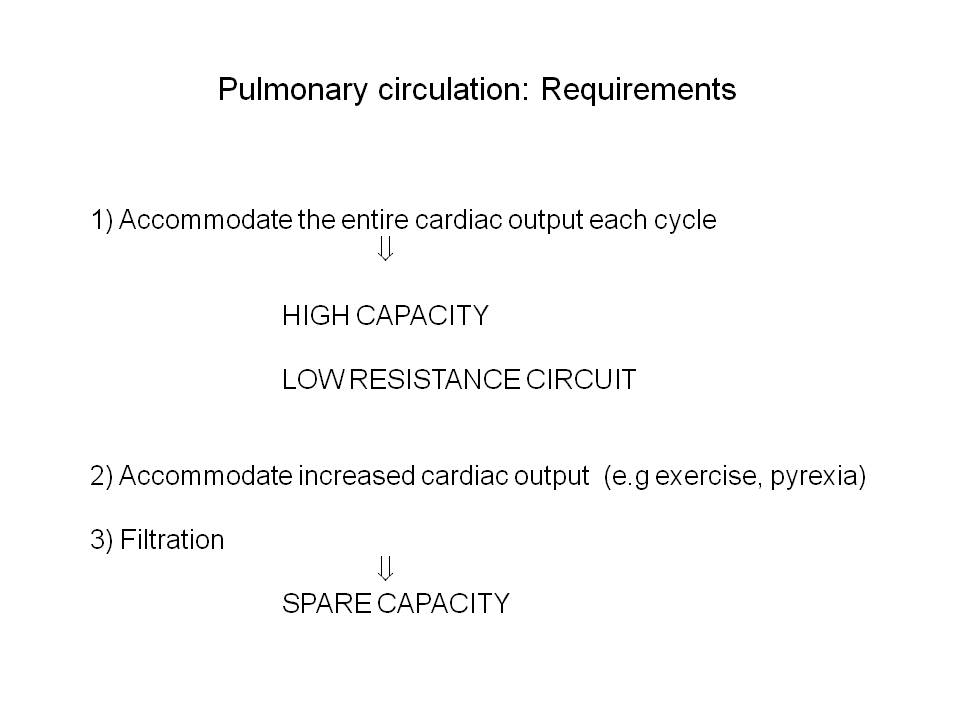 Pulmonary circulation: Requirements
1) Accommodate the entire cardiac output each cycle
⇓
HIGH CAPACITY
LOW RESISTANCE CIRCUIT
2) Accommodate increased cardiac output (e.g exercise, pyrexia)
3) Filtration
⇓
SPARE CAPACITY